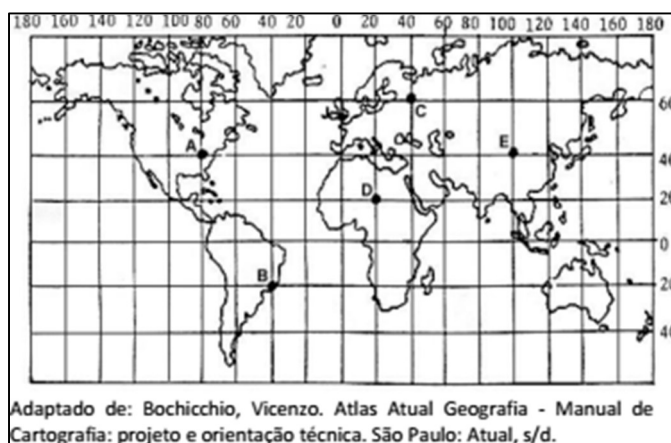 180 160 140 120 100 80 60 40 20 0 20 40 60 80 100 120 140 160 180
60
C
A
E
40
D
20
0
B
20
40
Adaptado de: Bochicchio, Vicenzo. Atlas Atual Geografia - Manual de
Cartografia: projeto e orientação técnica. São Paulo: Atual, s/d.